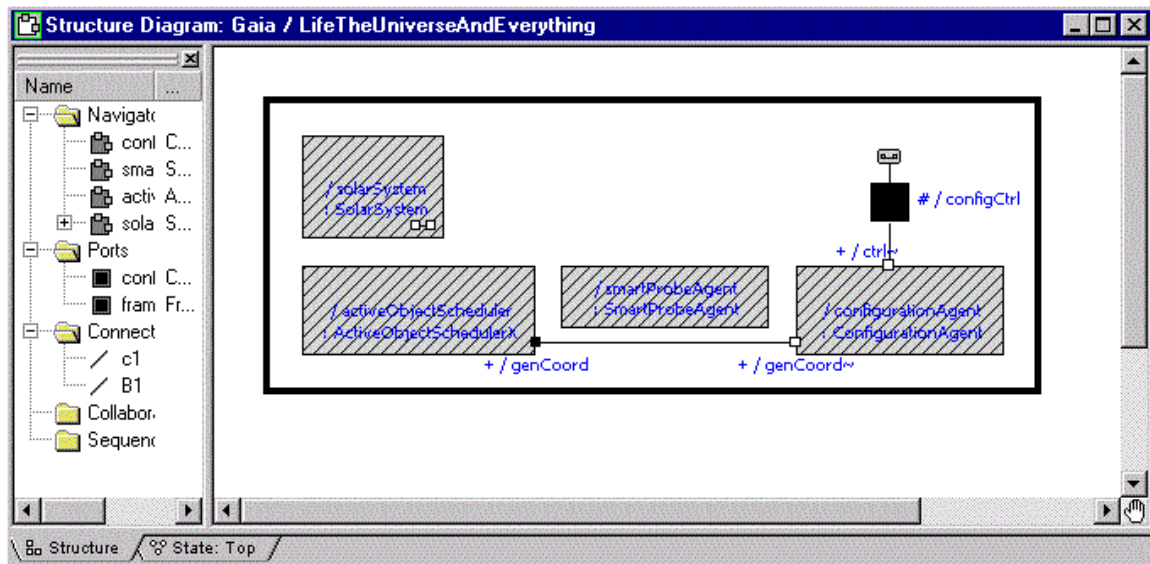 Structure Diagram: Gaia / LifeTheUniverseAndEverything
Name ...
Navigato
conf C...
sma S...
activ A...
sola S...
Ports
conf C...
fram Fr...
Connect
c1
B1
Collabor
Sequenc
/ solarSystem
: SolarSystem
# / configCtrl
+ / ctrl~
/ activeObjectScheduler
: ActiveObjectSchedulerX
/ smartProbeAgent
: SmartProbeAgent
/ configurationAgent
: ConfigurationAgent
+ / genCoord
+ / genCoord~
Structure
State: Top